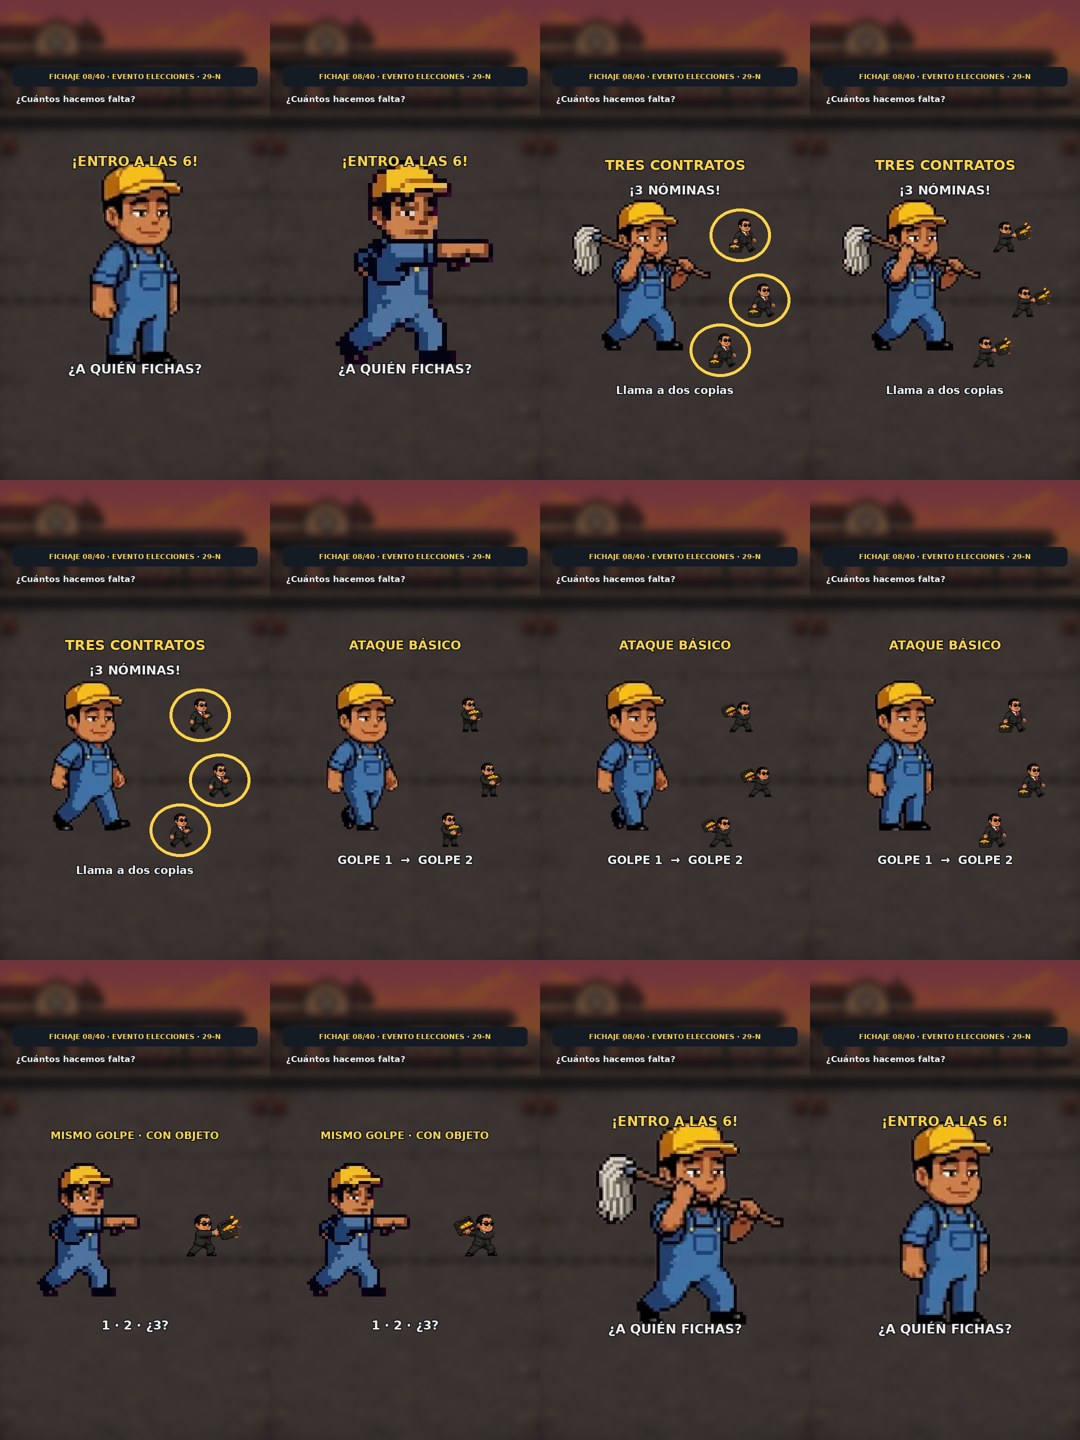 FICHAJE 08/40 · EVENTO ELECCIONES · 29-N
¿Cuántos hacemos falta?
¡ENTRO A LAS 6!
¿A QUIÉN FICHAS?
FICHAJE 08/40 · EVENTO ELECCIONES · 29-N
¿Cuántos hacemos falta?
¡ENTRO A LAS 6!
¿A QUIÉN FICHAS?
FICHAJE 08/40 · EVENTO ELECCIONES · 29-N
¿Cuántos hacemos falta?
TRES CONTRATOS
¡3 NÓMINAS!
Llama a dos copias
FICHAJE 08/40 · EVENTO ELECCIONES · 29-N
¿Cuántos hacemos falta?
TRES CONTRATOS
¡3 NÓMINAS!
Llama a dos copias
FICHAJE 08/40 · EVENTO ELECCIONES · 29-N
¿Cuántos hacemos falta?
TRES CONTRATOS
¡3 NÓMINAS!
Llama a dos copias
FICHAJE 08/40 · EVENTO ELECCIONES · 29-N
¿Cuántos hacemos falta?
ATAQUE BÁSICO
GOLPE 1 → GOLPE 2
FICHAJE 08/40 · EVENTO ELECCIONES · 29-N
¿Cuántos hacemos falta?
ATAQUE BÁSICO
GOLPE 1 → GOLPE 2
FICHAJE 08/40 · EVENTO ELECCIONES · 29-N
¿Cuántos hacemos falta?
ATAQUE BÁSICO
GOLPE 1 → GOLPE 2
FICHAJE 08/40 · EVENTO ELECCIONES · 29-N
¿Cuántos hacemos falta?
MISMO GOLPE · CON OBJETO
1 · 2 · ¿3?
FICHAJE 08/40 · EVENTO ELECCIONES · 29-N
¿Cuántos hacemos falta?
MISMO GOLPE · CON OBJETO
1 · 2 · ¿3?
FICHAJE 08/40 · EVENTO ELECCIONES · 29-N
¿Cuántos hacemos falta?
¡ENTRO A LAS 6!
¿A QUIÉN FICHAS?
FICHAJE 08/40 · EVENTO ELECCIONES · 29-N
¿Cuántos hacemos falta?
¡ENTRO A LAS 6!
¿A QUIÉN FICHAS?